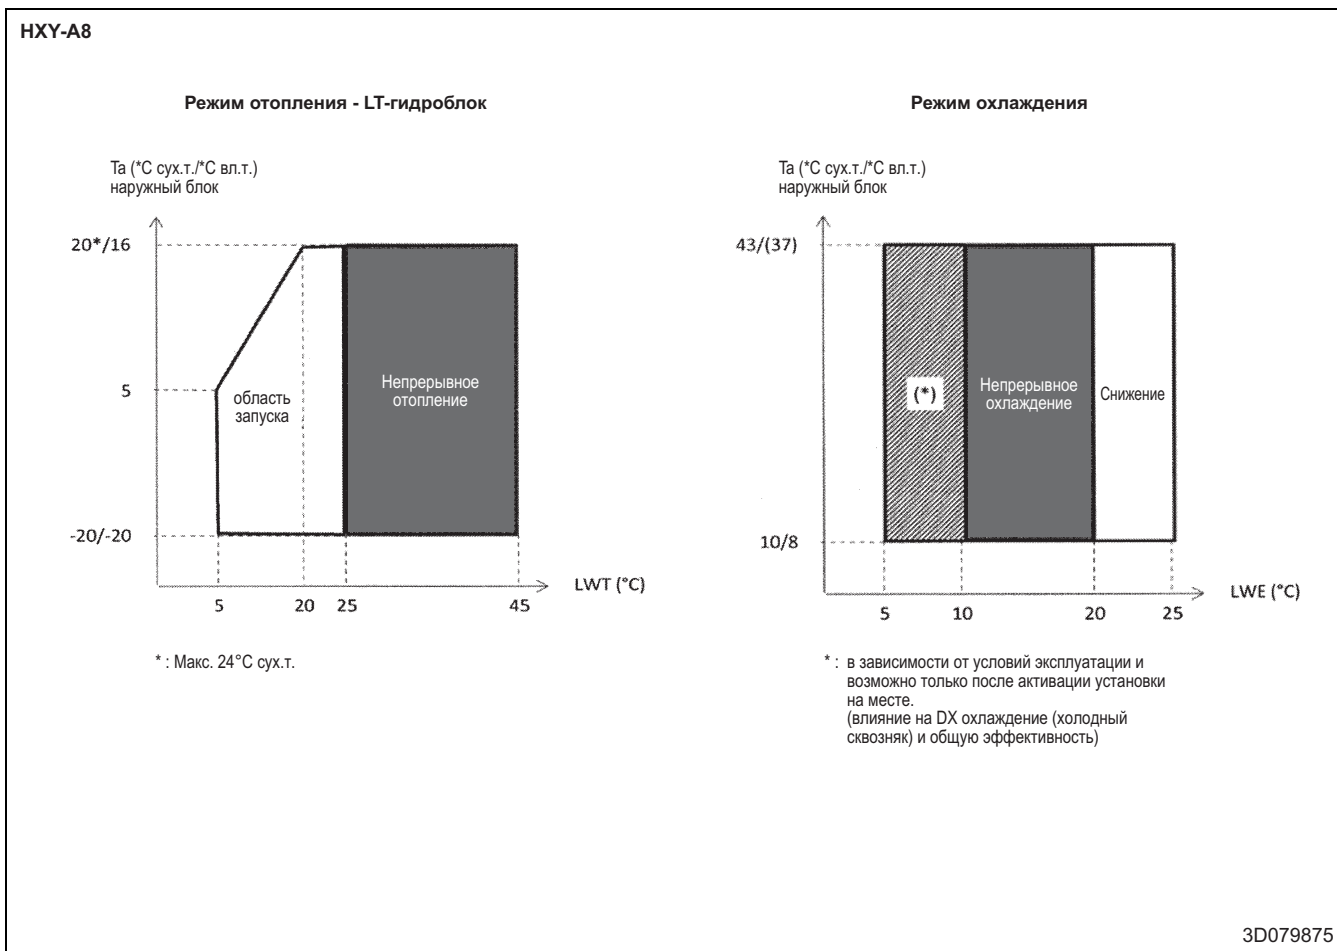 HXY-A8
Режим отопления - LT-гидроблок
Ta (*C сух.т./*C вл.т.)
наружный блок
20*/16
5
-20/-20
область
запуска
Непрерывное
отопление
5 20 25 45
LWT (°C)
* : Макс. 24°C сух.т.
Режим охлаждения
Ta (*C сух.т./*C вл.т.)
наружный блок
43/(37)
10/8
(*)
Непрерывное
охлаждение
Снижение
5 10 20 25
LWE (°C)
* : в зависимости от условий эксплуатации и
возможно только после активации установки
на месте.
(влияние на DX охлаждение (холодный
сквозняк) и общую эффективность)
3D079875